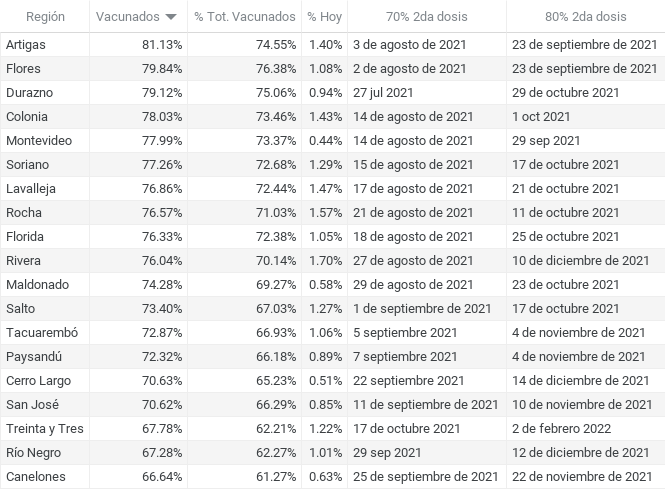 Región Vacunados % Tot. Vacunados % Hoy 70% 2da dosis 80% 2da dosis
Artigas 81.13% 74.55% 1.40% 3 de agosto de 2021 23 de septiembre de 2021
Flores 79.84% 76.38% 1.08% 2 de agosto de 2021 23 de septiembre de 2021
Durazno 79.12% 75.06% 0.94% 27 jul 2021 29 de octubre de 2021
Colonia 78.03% 73.46% 1.43% 14 de agosto de 2021 1 oct 2021
Montevideo 77.99% 73.37% 0.44% 14 de agosto de 2021 29 sep 2021
Soriano 77.26% 72.68% 1.29% 15 de agosto de 2021 17 de octubre de 2021
Lavalleja 76.86% 72.44% 1.47% 17 de agosto de 2021 21 de octubre de 2021
Rocha 76.57% 71.03% 1.57% 21 de agosto de 2021 11 de octubre de 2021
Florida 76.33% 72.38% 1.05% 18 de agosto de 2021 25 de octubre de 2021
Rivera 76.04% 70.14% 1.70% 27 de agosto de 2021 10 de diciembre de 2021
Maldonado 74.28% 69.27% 0.58% 29 de agosto de 2021 23 de octubre de 2021
Salto 73.40% 67.03% 1.27% 1 de septiembre de 2021 17 de octubre de 2021
Tacuarembó 72.87% 66.93% 1.06% 5 septiembre 2021 4 de noviembre de 2021
Paysandú 72.32% 66.18% 0.89% 7 septiembre 2021 4 de noviembre de 2021
Cerro Largo 70.63% 65.23% 0.51% 22 septiembre 2021 14 de diciembre de 2021
San José 70.62% 66.29% 0.85% 11 de septiembre de 2021 10 de noviembre de 2021
Treinta y Tres 67.78% 62.21% 1.22% 17 de octubre 2021 2 de febrero 2022
Río Negro 67.28% 62.27% 1.01% 29 sep 2021 12 de diciembre de 2021
Canelones 66.64% 61.27% 0.63% 25 de septiembre de 2021 22 de noviembre de 2021